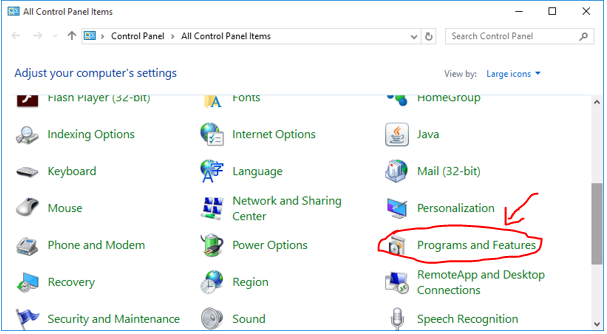 All Control Panel Items
Control Panel > All Control Panel Items
Search Control Panel
Adjust your computer's settings
View by: Large icons
Flash Player (32-bit)
Fonts
HomeGroup
Indexing Options
Internet Options
Java
Keyboard
Language
Mail (32-bit)
Mouse
Network and Sharing
Center
Personalization
Phone and Modem
Power Options
Programs and Features
Recovery
Region
RemoteApp and Desktop
Connections
Security and Maintenance
Sound
Speech Recognition